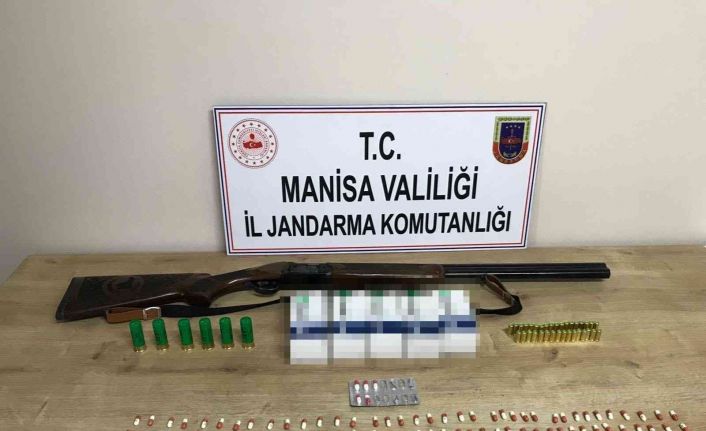 T.C.
MANİSA VALİLİĞİ
İL JANDARMA KOMUTANLIĞI